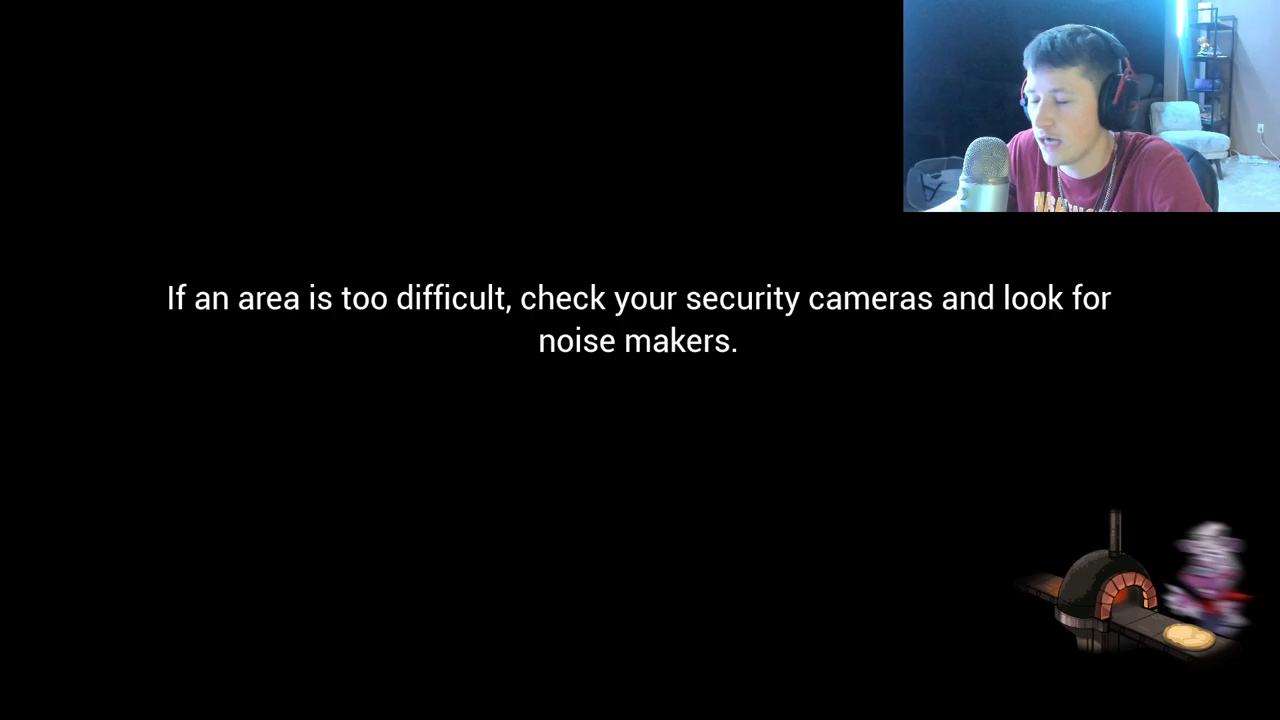 If an area is too difficult, check your security cameras and look for
noise makers.